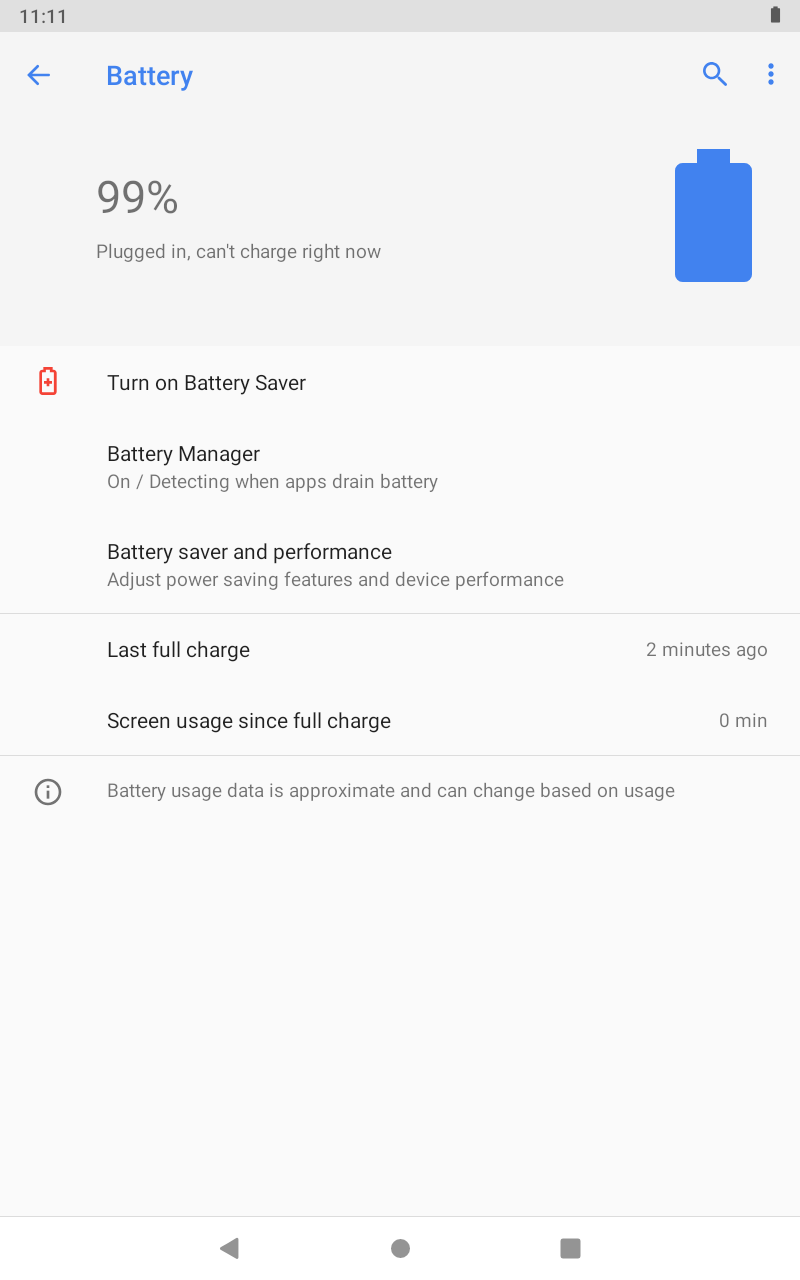 11:11
Battery
99%
Plugged in, can't charge right now
Turn on Battery Saver
Battery Manager
On / Detecting when apps drain battery
Battery saver and performance
Adjust power saving features and device performance
Last full charge
2 minutes ago
Screen usage since full charge
0 min
Battery usage data is approximate and can change based on usage